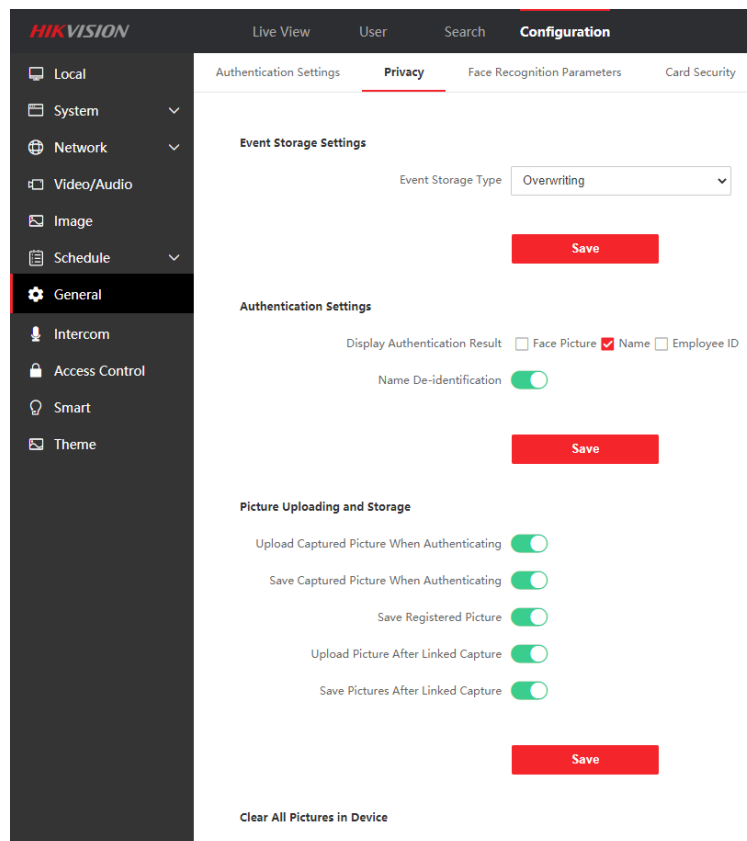 HIKVISION
Live View User Search Configuration
Local
System
Network
Video/Audio
Image
Schedule
General
Intercom
Access Control
Smart
Theme
Authentication Settings Privacy Face Recognition Parameters Card Security
Event Storage Settings
Event Storage Type Overwriting
Save
Authentication Settings
Display Authentication Result Face Picture Name Employee ID
Name De-identification
Save
Picture Uploading and Storage
Upload Captured Picture When Authenticating
Save Captured Picture When Authenticating
Save Registered Picture
Upload Picture After Linked Capture
Save Pictures After Linked Capture
Save
Clear All Pictures in Device